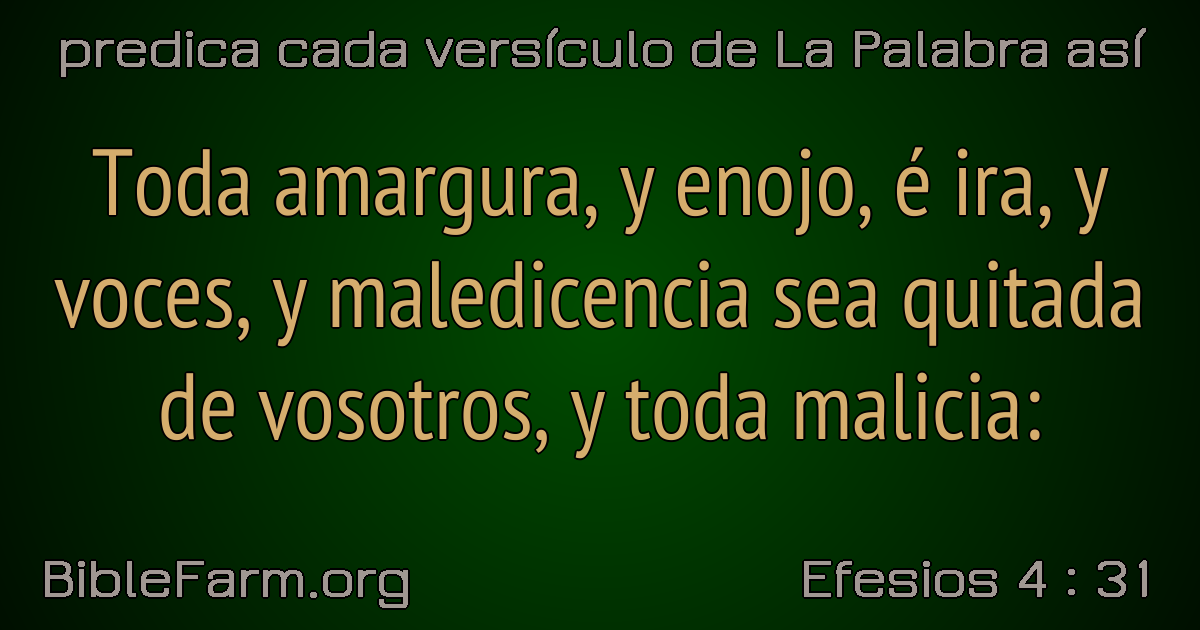 predica cada versículo de La Palabra así
Toda amargura, y enojo, é ira, y
voces, y maledicencia sea quitada
de vosotros, y toda malicia:
BibleFarm.org
Efesios 4 : 31